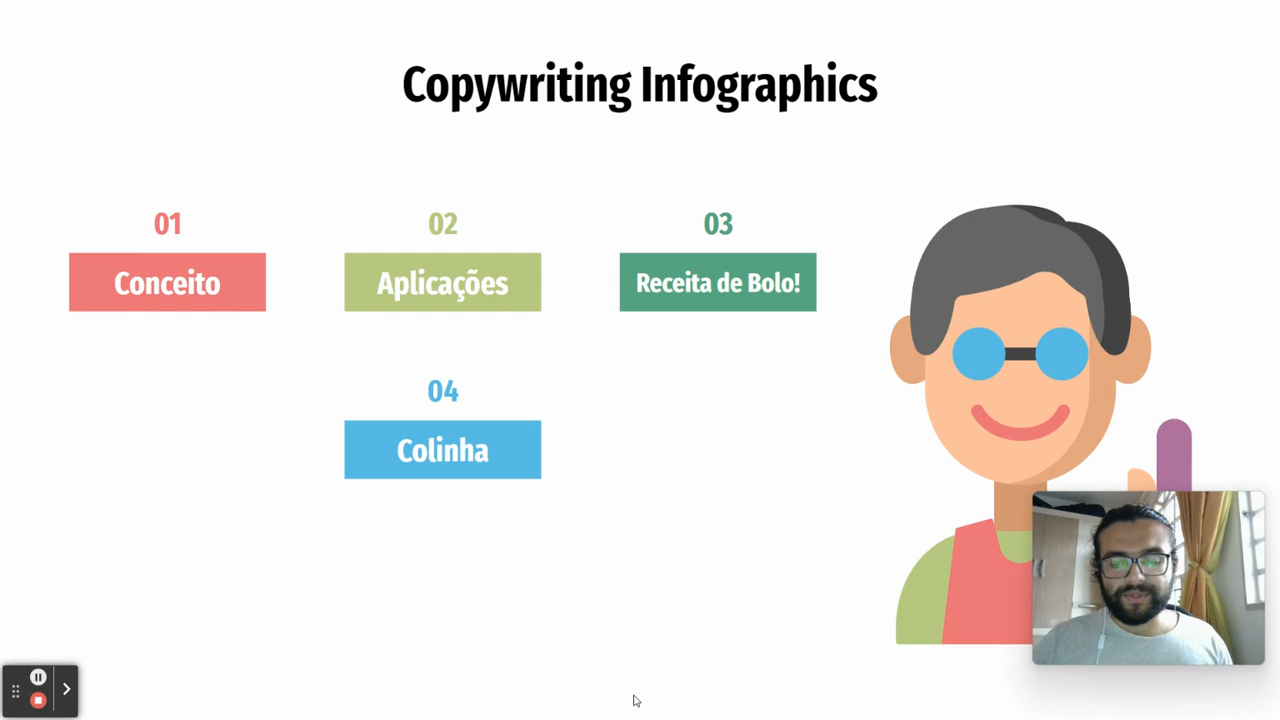 Copywriting Infographics
01
Conceito
02
Aplicações
03
Receita de Bolo!
04
Colinha